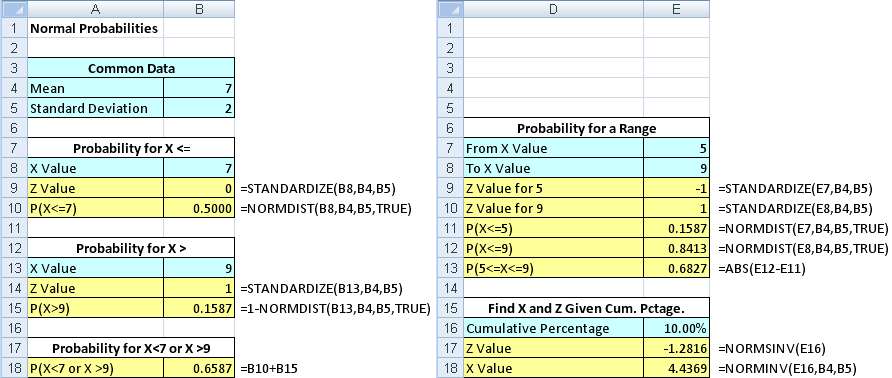 A B
1 Normal Probabilities
2
3 Common Data
4 Mean 7
5 Standard Deviation 2
6
7 Probability for X <=
8 X Value 7
9 Z Value 0 =STANDARDIZE(B8,B4,B5)
10 P(X<=7) 0.5000 =NORMDIST(B8,B4,B5,TRUE)
11
12 Probability for X >
13 X Value 9
14 Z Value 1 =STANDARDIZE(B13,B4,B5)
15 P(X>9) 0.1587 =1-NORMDIST(B13,B4,B5,TRUE)
16
17 Probability for X<7 or X >9
18 P(X<7 or X >9) 0.6587 =B10+B15
D E
1
2
3
4
5
6 Probability for a Range
7 From X Value 5
8 To X Value 9
9 Z Value for 5 -1 =STANDARDIZE(E7,B4,B5)
10 Z Value for 9 1 =STANDARDIZE(E8,B4,B5)
11 P(X<=5) 0.1587 =NORMDIST(E7,B4,B5,TRUE)
12 P(X<=9) 0.8413 =NORMDIST(E8,B4,B5,TRUE)
13 P(5<=X<=9) 0.6827 =ABS(E12-E11)
14
15 Find X and Z Given Cum. Pctage.
16 Cumulative Percentage 10.00%
17 Z Value -1.2816 =NORMSINV(E16)
18 X Value 4.4369 =NORMINV(E16,B4,B5)